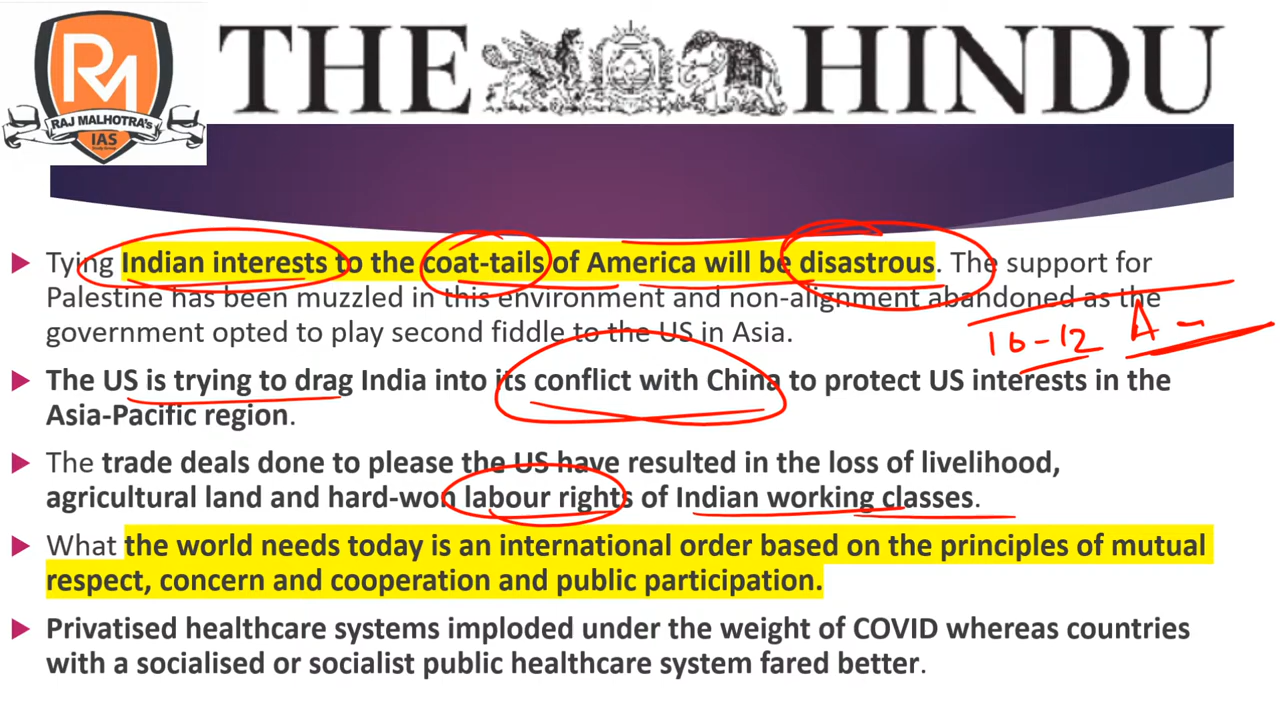 RM
RAJ MALHOTRA'S
IAS
Study Group
THE HINDU
Tying Indian interests to the coat-tails of America will be disastrous. The support for
Palestine has been muzzled in this environment and non-alignment abandoned as the
government opted to play second fiddle to the US in Asia.
16-12 A -
The US is trying to drag India into its conflict with China to protect US interests in the
Asia-Pacific region.
The trade deals done to please the US have resulted in the loss of livelihood,
agricultural land and hard-won labour rights of Indian working classes.
What the world needs today is an international order based on the principles of mutual
respect, concern and cooperation and public participation.
Privatised healthcare systems imploded under the weight of COVID whereas countries
with a socialised or socialist public healthcare system fared better.